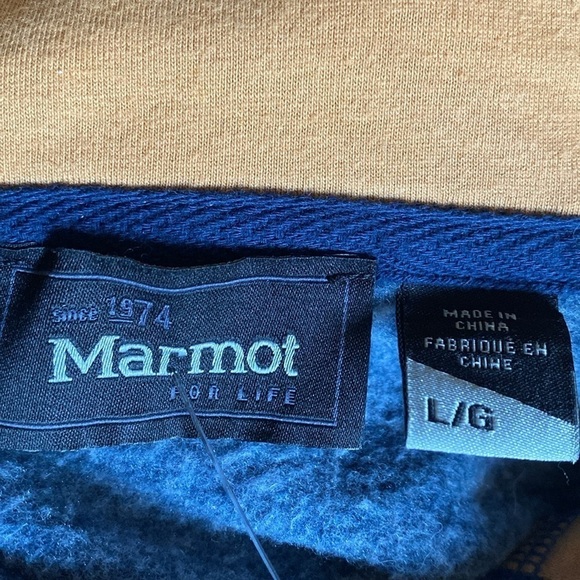 since 1974
Marmot
FOR LIFE
MADE IN
CHINA
FABRIQUÉ EN
CHINE
L/G